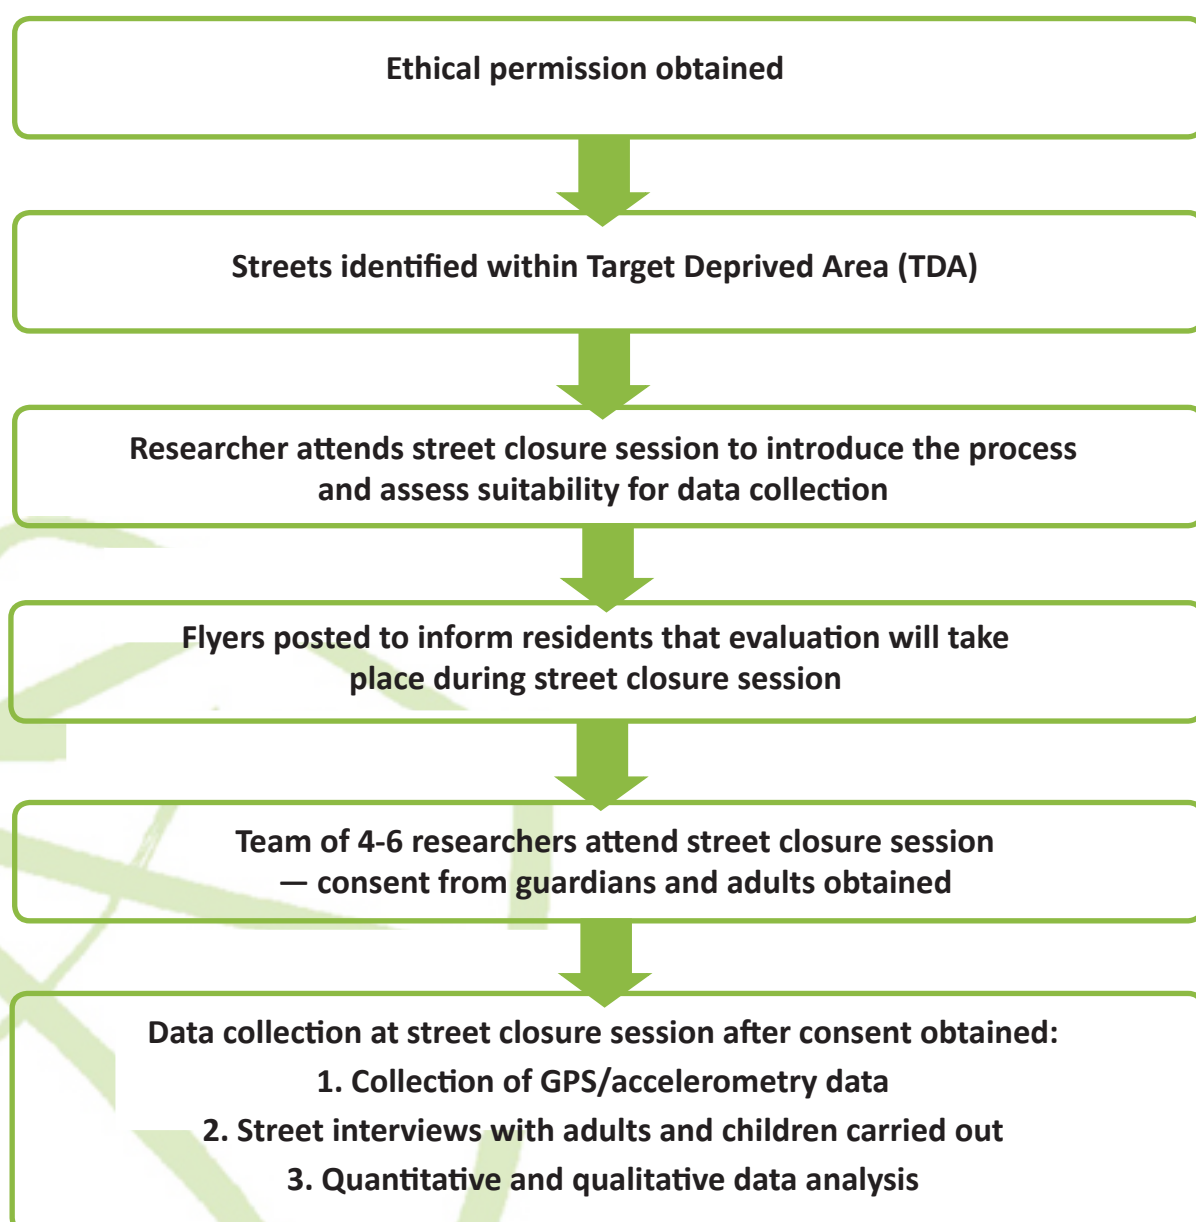 Ethical permission obtained
Streets identified within Target Deprived Area (TDA)
Researcher attends street closure session to introduce the process
and assess suitability for data collection
Flyers posted to inform residents that evaluation will take
place during street closure session
Team of 4-6 researchers attend street closure session
— consent from guardians and adults obtained
Data collection at street closure session after consent obtained:
1. Collection of GPS/accelerometry data
2. Street interviews with adults and children carried out
3. Quantitative and qualitative data analysis